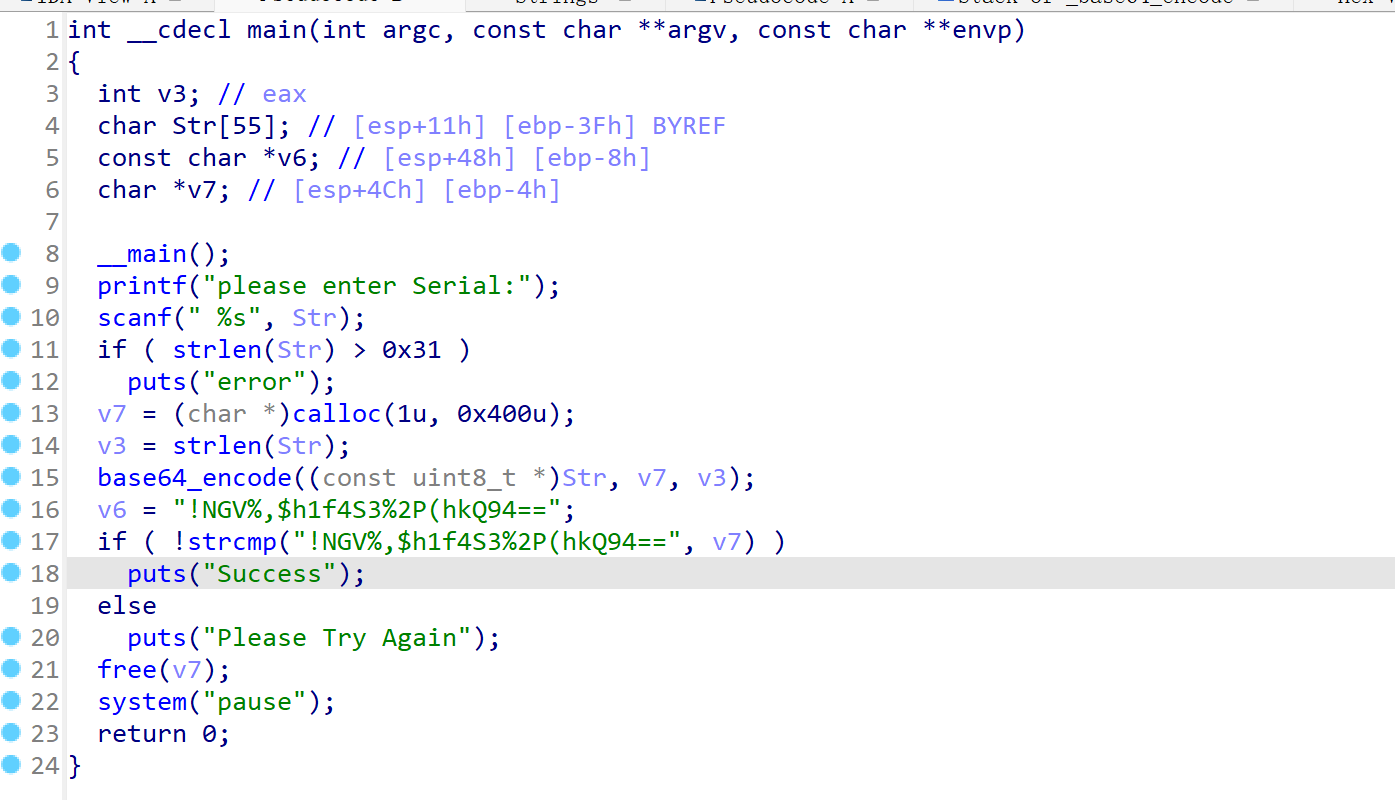 Strings
1 int __cdecl main(int argc, const char **argv, const char **envp)
2 {
3 int v3; // eax
4 char Str[55]; // [esp+11h] [ebp-3Fh] BYREF
5 const char *v6; // [esp+48h] [ebp-8h]
6 char *v7; // [esp+4Ch] [ebp-4h]
7
8 __main();
9 printf("please enter Serial:");
10 scanf(" %s", Str);
11 if ( strlen(Str) > 0x31 )
12 puts("error");
13 v7 = (char *)calloc(1u, 0x400u);
14 v3 = strlen(Str);
15 base64_encode((const uint8_t *)Str, v7, v3);
16 v6 = "!NGV%,$h1f4S3%2P(hkQ94==";
17 if ( !strcmp("!NGV%,$h1f4S3%2P(hkQ94==", v7) )
18 puts("Success");
19 else
20 puts("Please Try Again");
21 free(v7);
22 system("pause");
23 return 0;
24 }